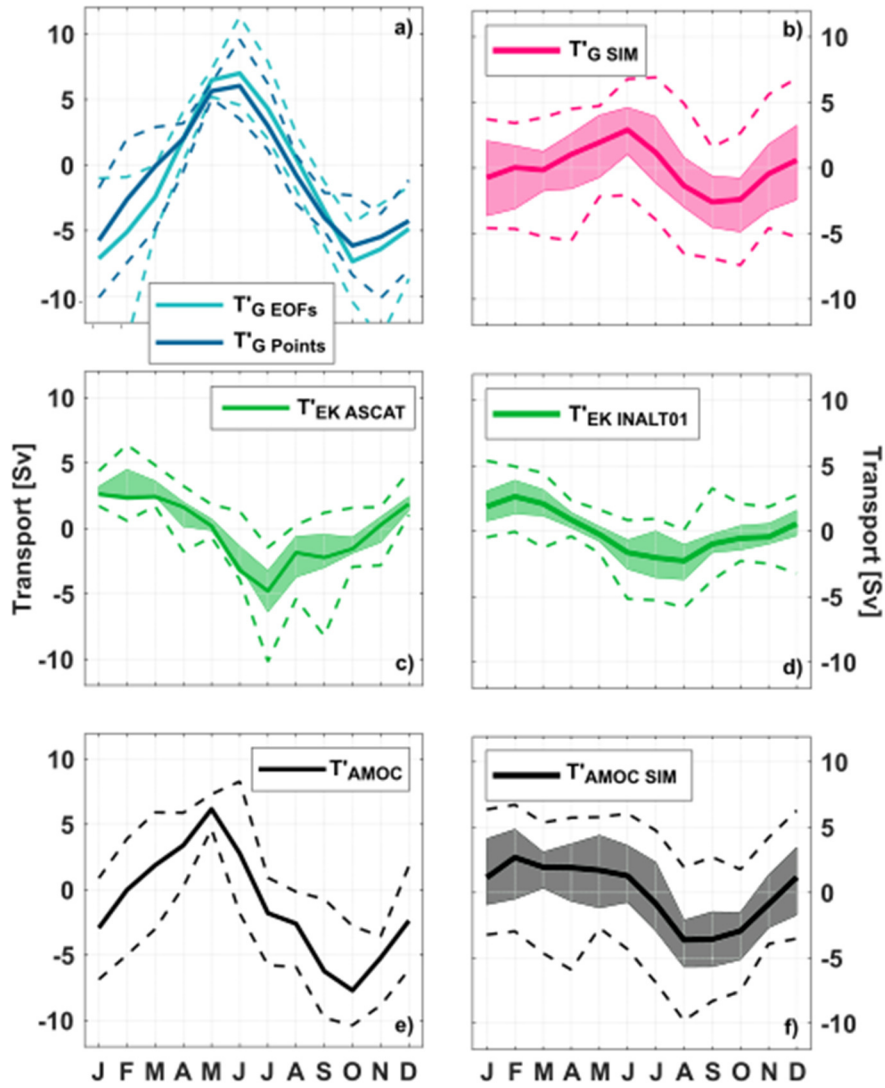 a)
10
5
0
-5
-10
T'G EOFs
T'G Points
b)
T'G SIM
10
5
0
-5
-10
c)
T'EK ASCAT
10
5
0
-5
-10
Transport [Sv]
d)
T'EK INALT01
10
5
0
-5
-10
Transport [Sv]
e)
T'AMOC
10
5
0
-5
-10
J F M A M J J A S O N D
f)
T'AMOC SIM
10
5
0
-5
-10
J F M A M J J A S O N D